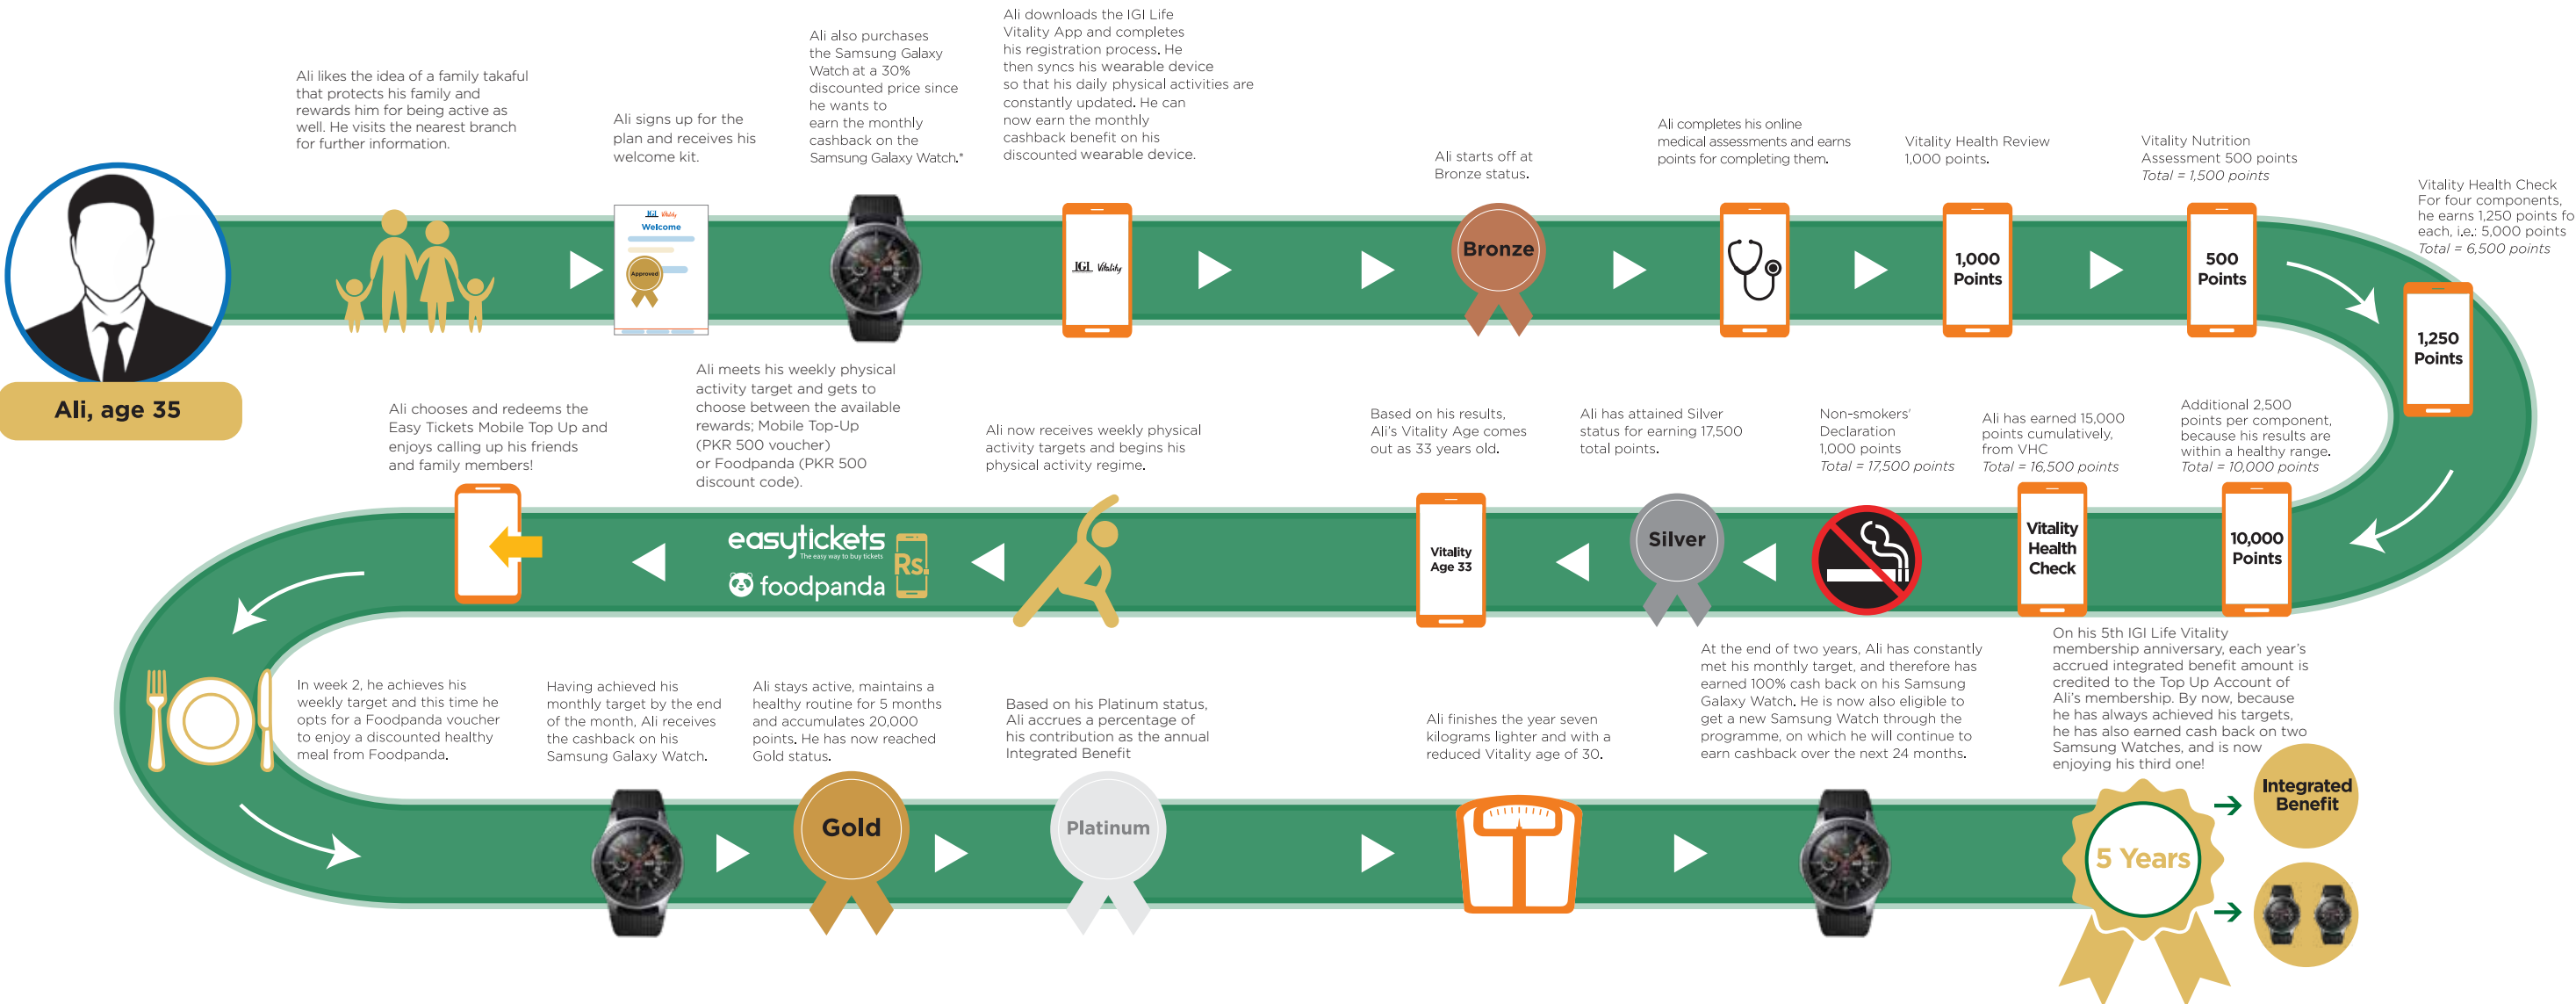 Ali likes the idea of a family takaful
that protects his family and
rewards him for being active as
well. He visits the nearest branch
for further information.
Ali signs up for the
plan and receives his
welcome kit.
Ali also purchases
the Samsung Galaxy
Watch at a 30%
discounted price since
he wants to
earn the monthly
cashback on the
Samsung Galaxy Watch.*
Ali downloads the IGI Life
Vitality App and completes
his registration process. He
then syncs his wearable device
so that his daily physical activities are
constantly updated. He can
now earn the monthly
cashback benefit on his
discounted wearable device.
Ali starts off at
Bronze status.
Ali completes his online
medical assessments and earns
points for completing them.
Vitality Health Review
1,000 points.
Vitality Nutrition
Assessment 500 points
Total = 1,500 points
Vitality Health Check
For four components,
he earns 1,250 points fo
each, i.e.: 5,000 points
Total = 6,500 points
Ali, age 35
IGI Vitality
Welcome
Approved
IGI Vitality
Bronze
1,000
Points
500
Points
1,250
Points
Additional 2,500
points per component,
because his results are
within a healthy range.
Total = 10,000 points
10,000
Points
Ali has earned 15,000
points cumulatively,
from VHC
Total = 16,500 points
Vitality
Health
Check
Non-smokers'
Declaration
1,000 points
Total = 17,500 points
Ali has attained Silver
status for earning 17,500
total points.
Silver
Based on his results,
Ali's Vitality Age comes
out as 33 years old.
Vitality
Age 33
Ali now receives weekly physical
activity targets and begins his
physical activity regime.
Ali meets his weekly physical
activity target and gets to
choose between the available
rewards; Mobile Top-Up
(PKR 500 voucher)
or Foodpanda (PKR 500
discount code).
easytickets
The easy way to buy tickets
foodpanda
Rs.
Ali chooses and redeems the
Easy Tickets Mobile Top Up and
enjoys calling up his friends
and family members!
In week 2, he achieves his
weekly target and this time he
opts for a Foodpanda voucher
to enjoy a discounted healthy
meal from Foodpanda.
Having achieved his
monthly target by the end
of the month, Ali receives
the cashback on his
Samsung Galaxy Watch.
Ali stays active, maintains a
healthy routine for 5 months
and accumulates 20,000
points. He has now reached
Gold status.
Gold
Based on his Platinum status,
Ali accrues a percentage of
his contribution as the annual
Integrated Benefit
Platinum
Ali finishes the year seven
kilograms lighter and with a
reduced Vitality age of 30.
At the end of two years, Ali has constantly
met his monthly target, and therefore has
earned 100% cash back on his Samsung
Galaxy Watch. He is now also eligible to
get a new Samsung Watch through the
programme, on which he will continue to
earn cashback over the next 24 months.
On his 5th IGI Life Vitality
membership anniversary, each year's
accrued integrated benefit amount is
credited to the Top Up Account of
Ali's membership. By now, because
he has always achieved his targets,
he has also earned cash back on two
Samsung Watches, and is now
enjoying his third one!
5 Years
Integrated
Benefit